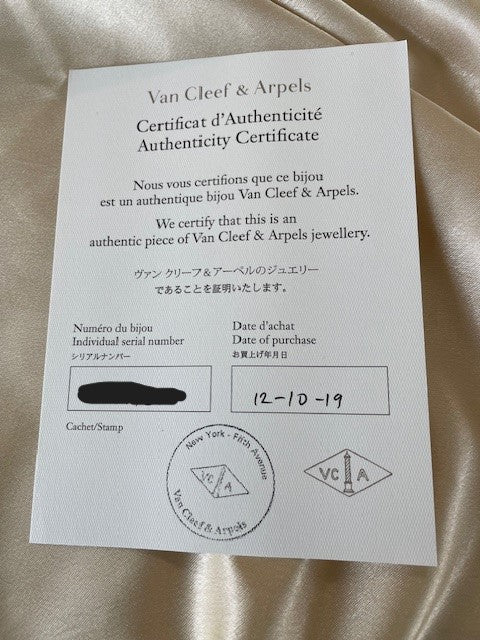 Van Cleef & Arpels
Certificat d'Authenticité
Authenticity Certificate
Nous vous certifions que ce bijou
est un authentique bijou Van Cleef & Arpels.
We certify that this is an
authentic piece of Van Cleef & Arpels jewellery.
ヴァン クリーフ＆アーペルのジュエリー
であることを証明いたします。
Numéro du bijou
Individual serial number
シリアルナンバー
Date d'achat
Date of purchase
お買上げ年月日
12-10-19
Cachet/Stamp
New York - Fifth Avenue
VC A
Van Cleef & Arpels
VC A